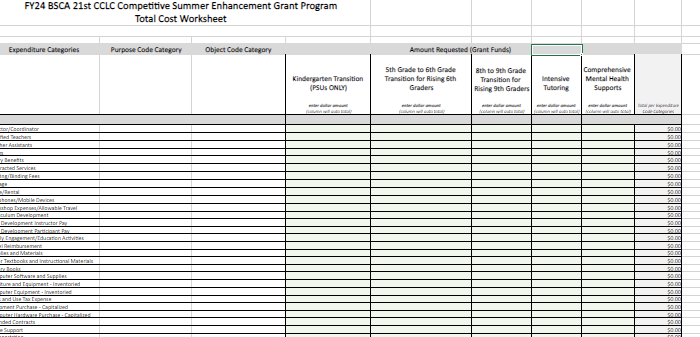 FY24 BSCA 21st CCLC Competitive Summer Enhancement Grant Program
Total Cost Worksheet
Expenditure Categories Purpose Code Category Object Code Category Amount Requested (Grant Funds)
Kindergarten Transition
(PSUs ONLY)
5th Grade to 6th Grade
Transition for Rising 6th
Graders
8th to 9th Grade
Transition for
Rising 9th Graders
Intensive
Tutoring
Comprehensive
Mental Health
Supports
enter dollar amount enter dollar amount enter dollar amount enter dollar amount enter dollar amount Total per Expenditure
(column will auto total) (column will auto total) (column will auto total) (column will auto total) (column will auto total) Code Categories
tor/Coordinator $0.00
fied Teachers $0.00
her Assistants $0.00
$0.00
y Benefits $0.00
racted Services $0.00
ing/Binding Fees $0.00
age $0.00
e/Rental $0.00
phones/Mobile Devices $0.00
kshop Expenses/Allowable Travel $0.00
culum Development $0.00
Development Instructor Pay $0.00
Development Participant Pay $0.00
ly Engagement/Education Activities $0.00
l Reimbursement $0.00
lies and Materials $0.00
r Textbooks and Instructional Materials $0.00
ry Books $0.00
puter Software and Supplies $0.00
iture and Equipment - Inventoried $0.00
puter Equipment - Inventoried $0.00
and Use Tax Expense $0.00
pment Purchase - Capitalized $0.00
puter Hardware Purchase - Capitalized $0.00
nded Contracts $0.00
e Support $0.00